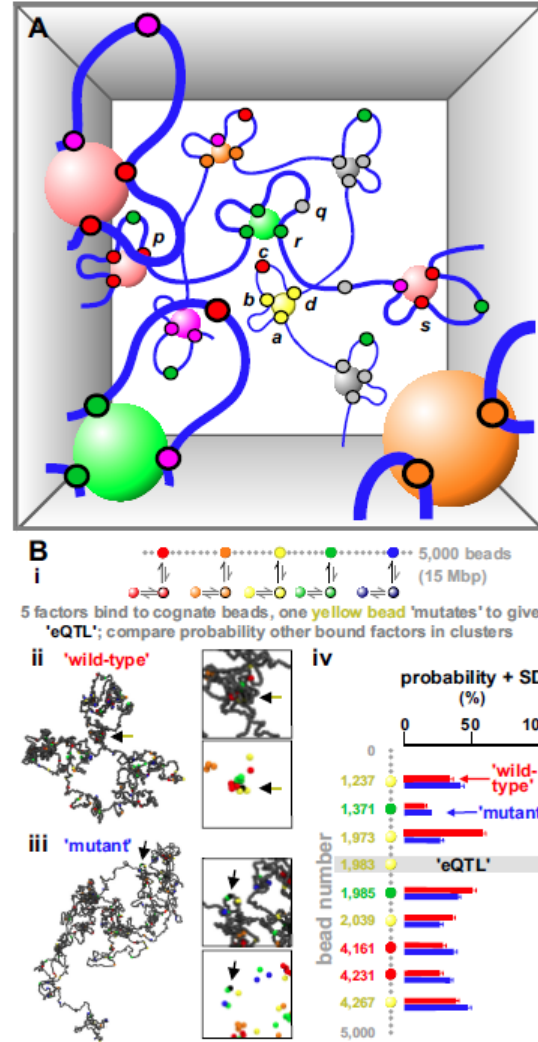 A
p
q
r
c
b
d
a
s
B
i
5,000 beads
(15 Mbp)
5 factors bind to cognate beads, one yellow bead 'mutates' to give
'eQTL'; compare probability other bound factors in clusters
ii 'wild-type'
iii 'mutant'
iv
probability + SD
(%)
0 50 10
0
1,237 'wild-
type'
1,371 'mutant'
1,973
1,983 'eQTL'
1,985
2,039
4,161
4,231
4,267
5,000
bead number